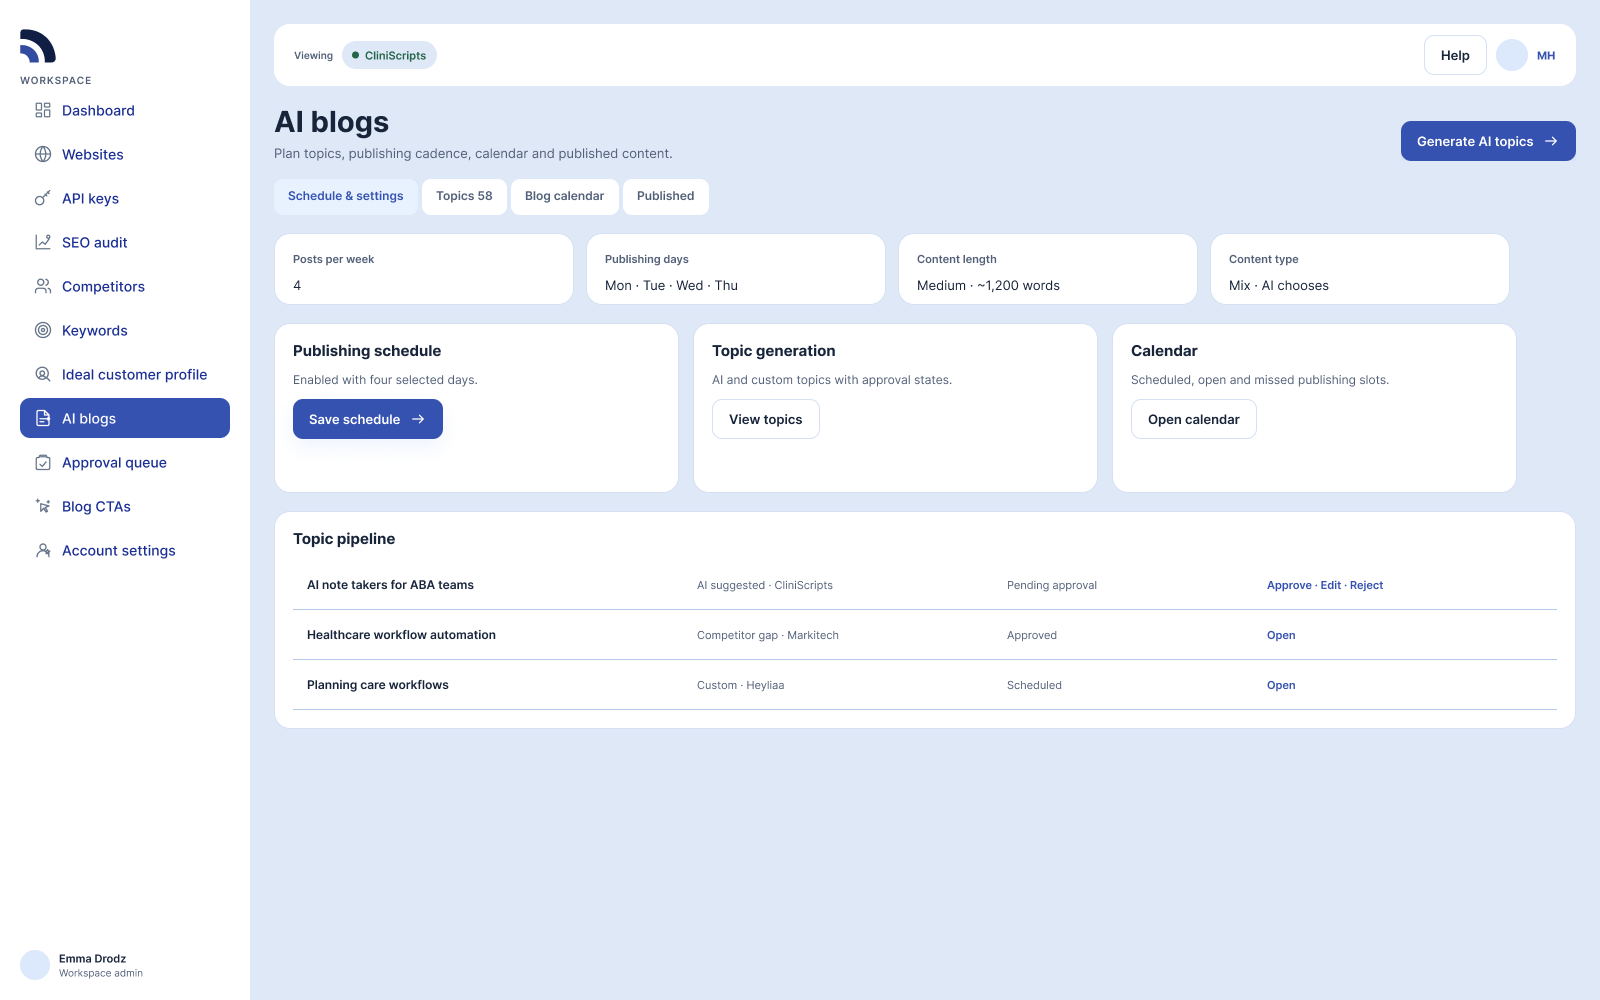 WORKSPACE
Dashboard
Websites
API keys
SEO audit
Competitors
Keywords
Ideal customer profile
AI blogs
Approval queue
Blog CTAs
Account settings
Emma Drodz
Workspace admin
Viewing
CliniScripts
Help
MH
AI blogs
Plan topics, publishing cadence, calendar and published content.
Generate AI topics
Schedule & settings
Topics 58
Blog calendar
Published
Posts per week
4
Publishing days
Mon · Tue · Wed · Thu
Content length
Medium · ~1,200 words
Content type
Mix · AI chooses
Publishing schedule
Enabled with four selected days.
Save schedule
Topic generation
AI and custom topics with approval states.
View topics
Calendar
Scheduled, open and missed publishing slots.
Open calendar
Topic pipeline
AI note takers for ABA teams
AI suggested · CliniScripts
Pending approval
Approve · Edit · Reject
Healthcare workflow automation
Competitor gap · Markitech
Approved
Open
Planning care workflows
Custom · Heyliaa
Scheduled
Open